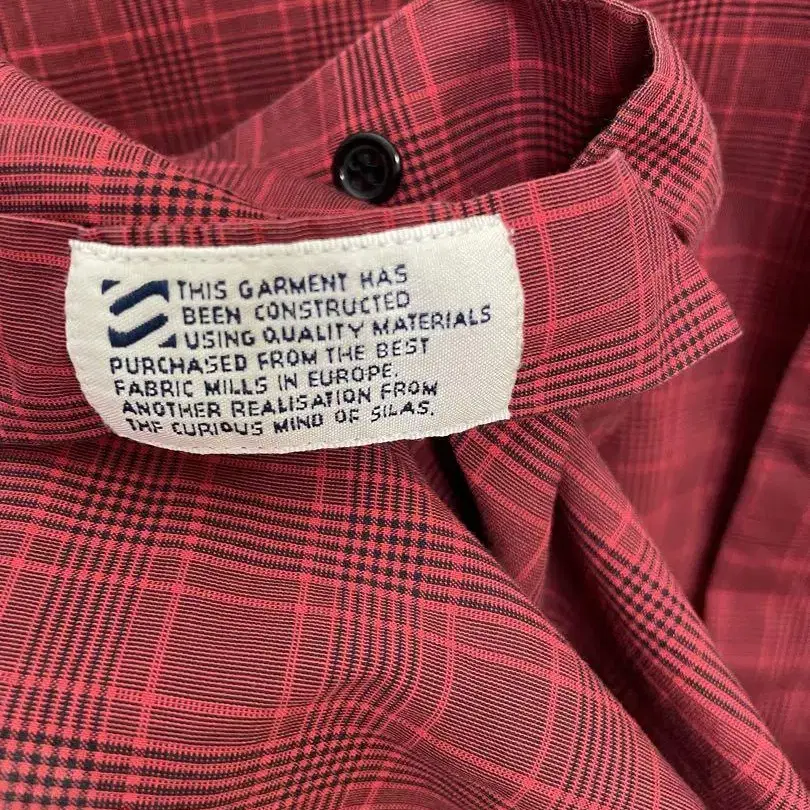 THIS GARMENT HAS
BEEN CONSTRUCTED
USING QUALITY MATERIALS
PURCHASED FROM THE BEST
FABRIC MILLS IN EUROPE.
ANOTHER REALISATION FROM
THE CURIOUS MIND OF SILAS.